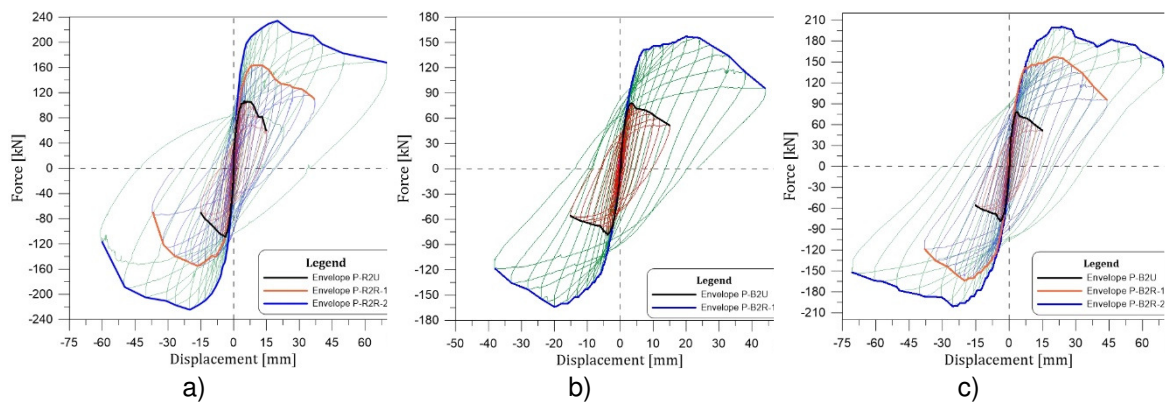 240
200
160
120
80
40
0
-40
-80
-120
-160
-200
-240
Force [kN]
-75 -60 -45 -30 -15 0 15 30 45 60
Displacement [mm]
Legend
Envelope P-R2U
Envelope P-R2R-1
Envelope P-R2R-2
a)
180
150
120
90
60
30
0
-30
-60
-90
-120
-150
-180
Force [kN]
-50 -40 -30 -20 -10 0 10 20 30 40
Displacement [mm]
Legend
Envelope P-B2U
Envelope P-B2R-1
b)
210
180
150
120
90
60
30
0
-30
-60
-90
-120
-150
-180
-210
Force [kN]
-75 -60 -45 -30 -15 0 15 30 45 60
Displacement [mm]
Legend
Envelope P-B2U
Envelope P-B2R-1
Envelope P-B2R-2
c)